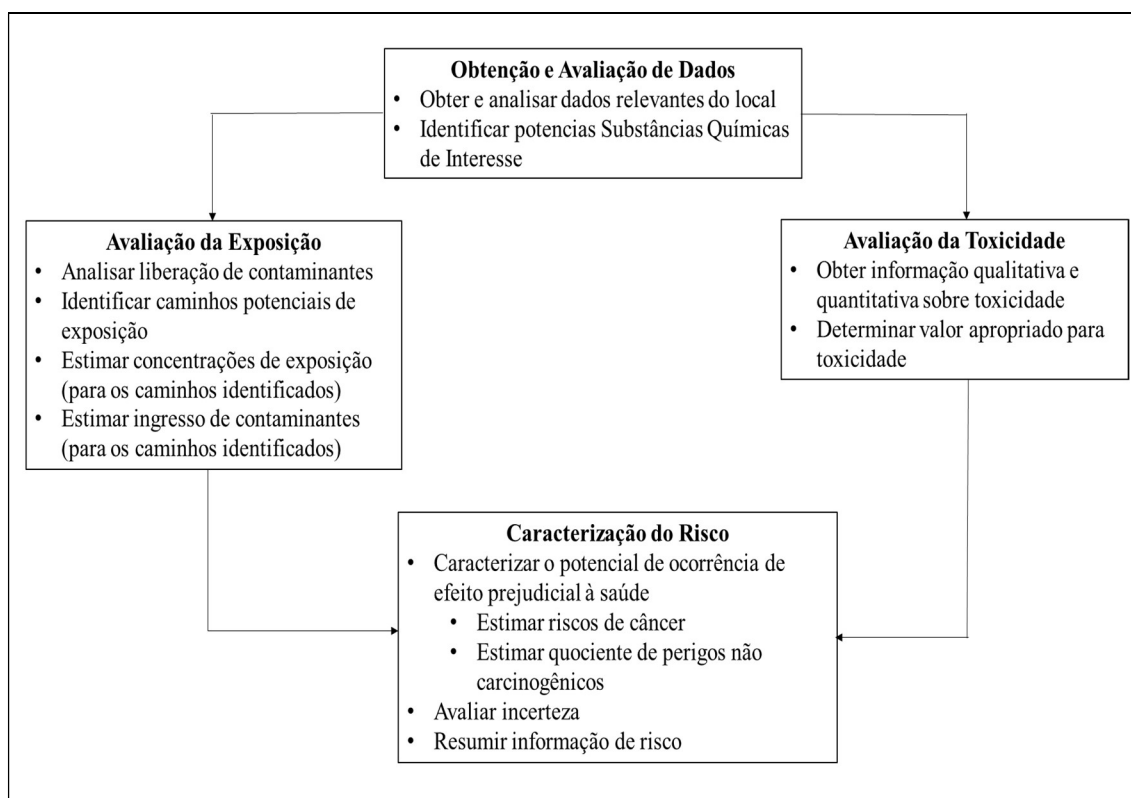 Obtenção e Avaliação de Dados
• Obter e analisar dados relevantes do local
• Identificar potencias Substâncias Químicas
de Interesse
Avaliação da Exposição
• Analisar liberação de contaminantes
• Identificar caminhos potenciais de
exposição
• Estimar concentrações de exposição
(para os caminhos identificados)
• Estimar ingresso de contaminantes
(para os caminhos identificados)
Avaliação da Toxicidade
• Obter informação qualitativa e
quantitativa sobre toxicidade
• Determinar valor apropriado para
toxicidade
Caracterização do Risco
• Caracterizar o potencial de ocorrência de
efeito prejudicial à saúde
• Estimar riscos de câncer
• Estimar quociente de perigos não
carcinogênicos
• Avaliar incerteza
• Resumir informação de risco